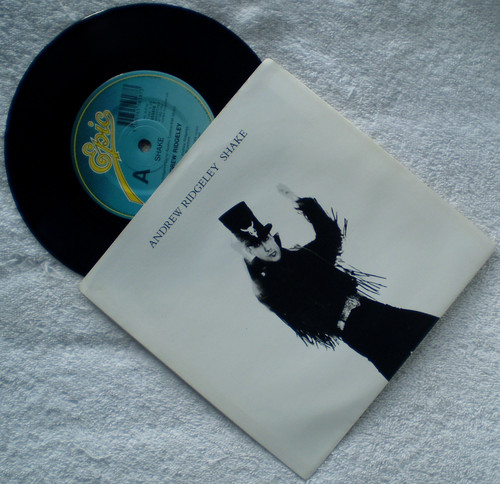 ANDREW RIDGELEY SHAKE
Epic
A
SHAKE
ANDREW RIDGELEY